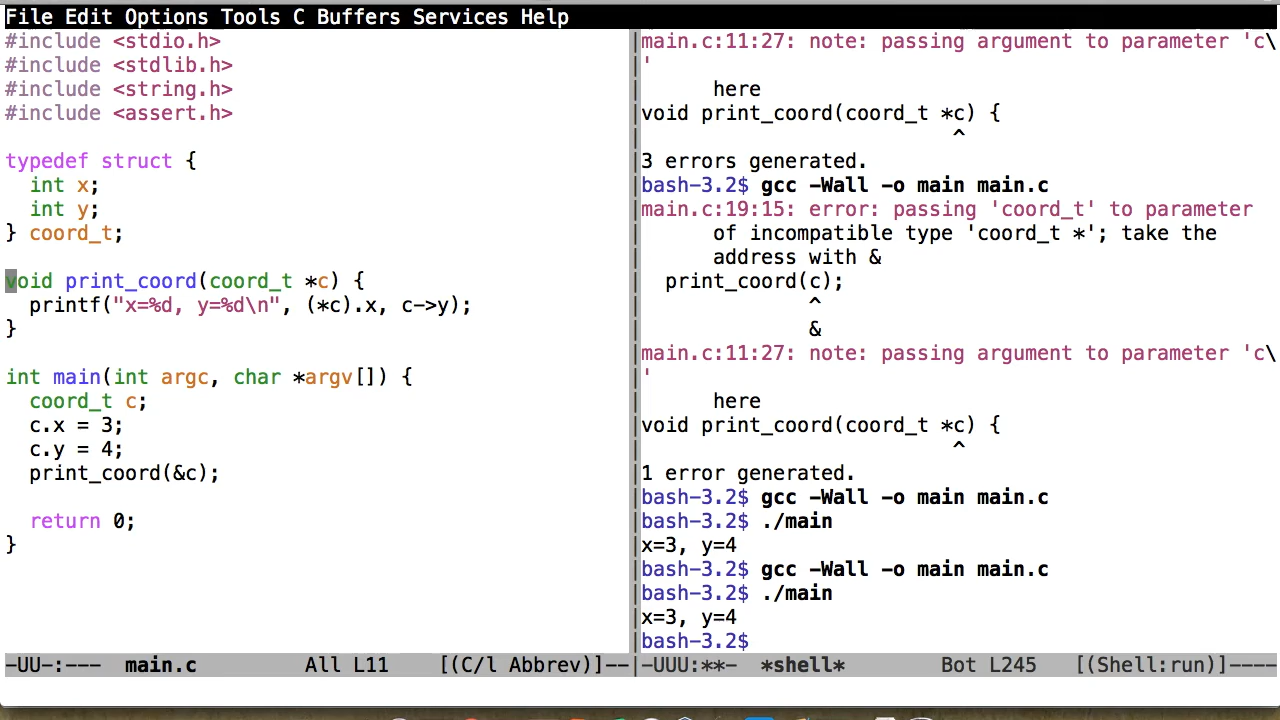 File Edit Options Tools C Buffers Services Help
#include <stdio.h>
#include <stdlib.h>
#include <string.h>
#include <assert.h>
typedef struct {
  int x;
  int y;
} coord_t;
void print_coord(coord_t *c) {
  printf("x=%d, y=%d\n", (*c).x, c->y);
}
int main(int argc, char *argv[]) {
  coord_t c;
  c.x = 3;
  c.y = 4;
  print_coord(&c);
  return 0;
}
-UU-:---  main.c         All L11    [(C/l Abbrev)]--
main.c:11:27: note: passing argument to parameter 'c\
'
      here
void print_coord(coord_t *c) {
                          ^
3 errors generated.
bash-3.2$ gcc -Wall -o main main.c
main.c:19:15: error: passing 'coord_t' to parameter
      of incompatible type 'coord_t *'; take the
      address with &
  print_coord(c);
              ^
              &
main.c:11:27: note: passing argument to parameter 'c\
'
      here
void print_coord(coord_t *c) {
                          ^
1 error generated.
bash-3.2$ gcc -Wall -o main main.c
bash-3.2$ ./main
x=3, y=4
bash-3.2$ gcc -Wall -o main main.c
bash-3.2$ ./main
x=3, y=4
bash-3.2$
-UUU:**-  *shell*        Bot L245   [(Shell:run)]----